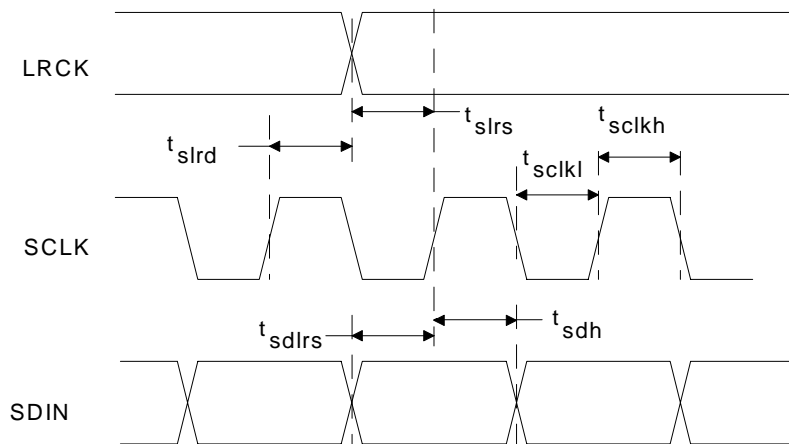 LRCK
t slrs
t sclkh
t slrd
t sclkl
SCLK
t sdlrs
t sdh
SDIN